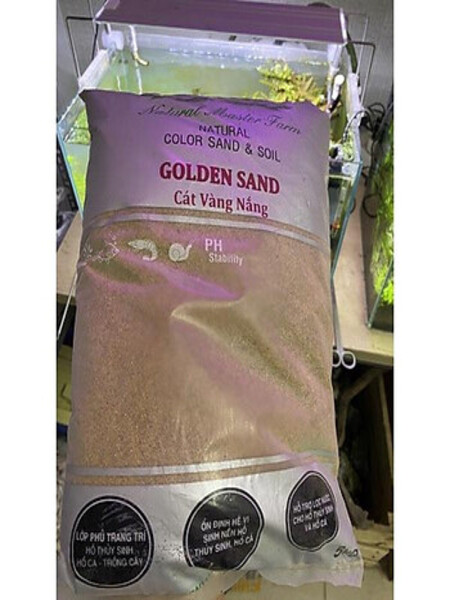 Natural Master Farm
NATURAL
COLOR SAND & SOIL
GOLDEN SAND
Cát Vàng Nắng
PH
Stability
LỚP PHỦ TRANG TRÍ
HỒ THỦY SINH
HỒ CÁ - TRỒNG CÂY
ỔN ĐỊNH HỆ VI
SINH NỀN HỒ
THỦY SINH, HỒ CÁ
HỖ TRỢ LỌC NƯỚC
CHO HỒ THỦY SINH
VÀ HỒ CÁ